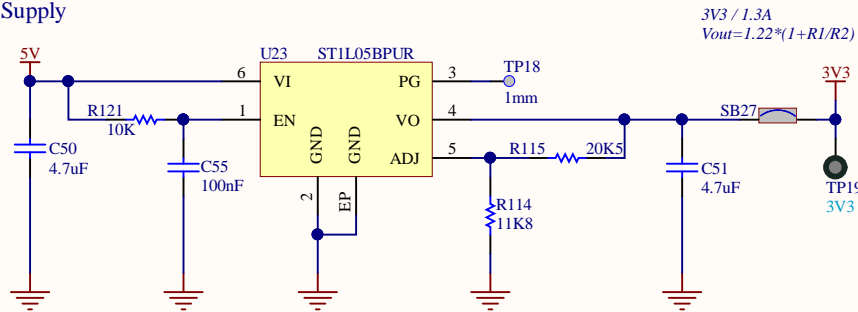 Supply
3V3 / 1.3A
Vout=1.22*(1+R1/R2)
5V
U23
ST1L05BPUR
TP18
1mm
3V3
6
VI
PG
3
R121
10K
1
EN
VO
4
SB27
C50
4.7uF
C55
100nF
GND
GND
ADJ
5
R115
20K5
C51
4.7uF
TP19
3V3
2
EP
R114
11K8